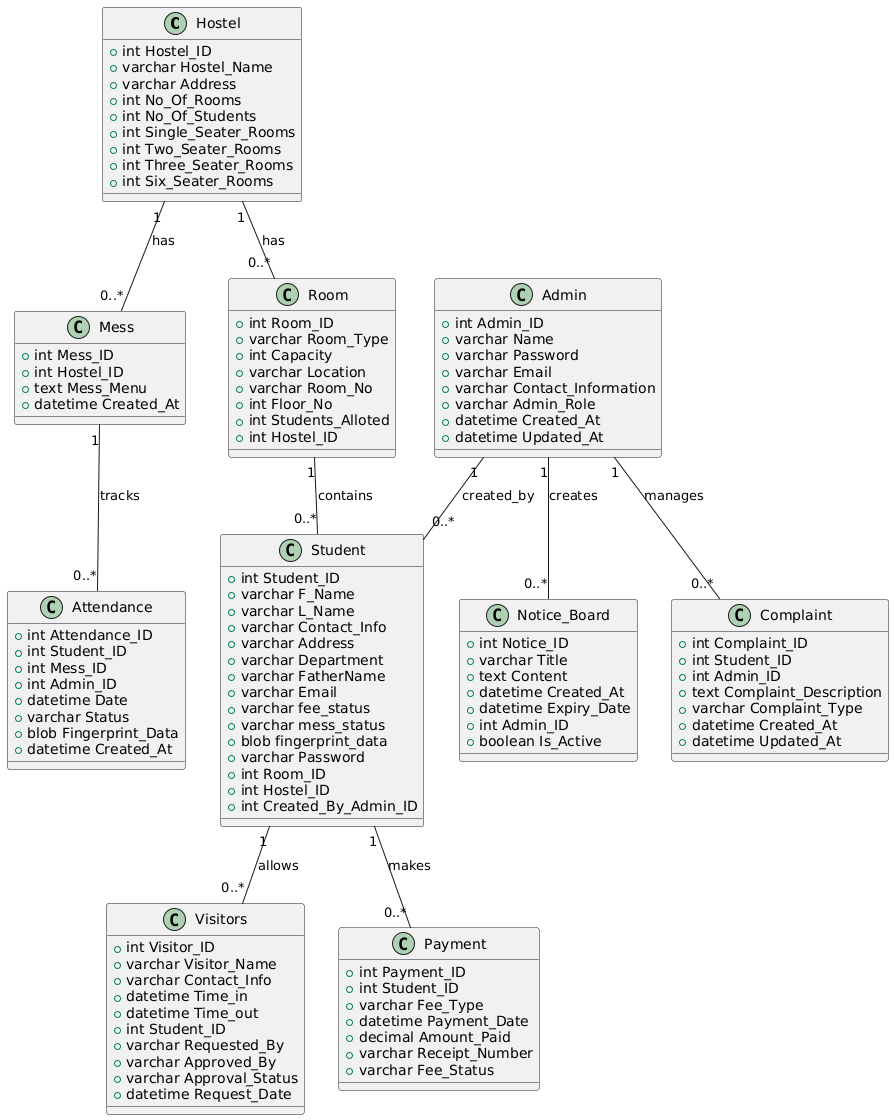 C Hostel
int Hostel_ID
varchar Hostel_Name
varchar Address
int No_Of_Rooms
int No_Of_Students
int Single_Seater_Rooms
int Two_Seater_Rooms
int Three_Seater_Rooms
int Six_Seater_Rooms
1
1
has
has
0..*
0..*
C Mess
int Mess_ID
int Hostel_ID
text Mess_Menu
datetime Created_At
C Room
int Room_ID
varchar Room_Type
int Capacity
varchar Location
varchar Room_No
int Floor_No
int Students_Alloted
int Hostel_ID
C Admin
int Admin_ID
varchar Name
varchar Password
varchar Email
varchar Contact_Information
varchar Admin_Role
datetime Created_At
datetime Updated_At
1
tracks
0..*
1
contains
0..*
1
created_by
0..*
1
creates
0..*
1
manages
0..*
C Attendance
int Attendance_ID
int Student_ID
int Mess_ID
int Admin_ID
datetime Date
varchar Status
blob Fingerprint_Data
datetime Created_At
C Student
int Student_ID
varchar F_Name
varchar L_Name
varchar Contact_Info
varchar Address
varchar Department
varchar FatherName
varchar Email
varchar fee_status
varchar mess_status
blob fingerprint_data
varchar Password
int Room_ID
int Hostel_ID
int Created_By_Admin_ID
C Notice_Board
int Notice_ID
varchar Title
text Content
datetime Created_At
datetime Expiry_Date
int Admin_ID
boolean Is_Active
C Complaint
int Complaint_ID
int Student_ID
int Admin_ID
text Complaint_Description
varchar Complaint_Type
datetime Created_At
datetime Updated_At
1
allows
0..*
1
makes
0..*
C Visitors
int Visitor_ID
varchar Visitor_Name
varchar Contact_Info
datetime Time_in
datetime Time_out
int Student_ID
varchar Requested_By
varchar Approved_By
varchar Approval_Status
datetime Request_Date
C Payment
int Payment_ID
int Student_ID
varchar Fee_Type
datetime Payment_Date
decimal Amount_Paid
varchar Receipt_Number
varchar Fee_Status